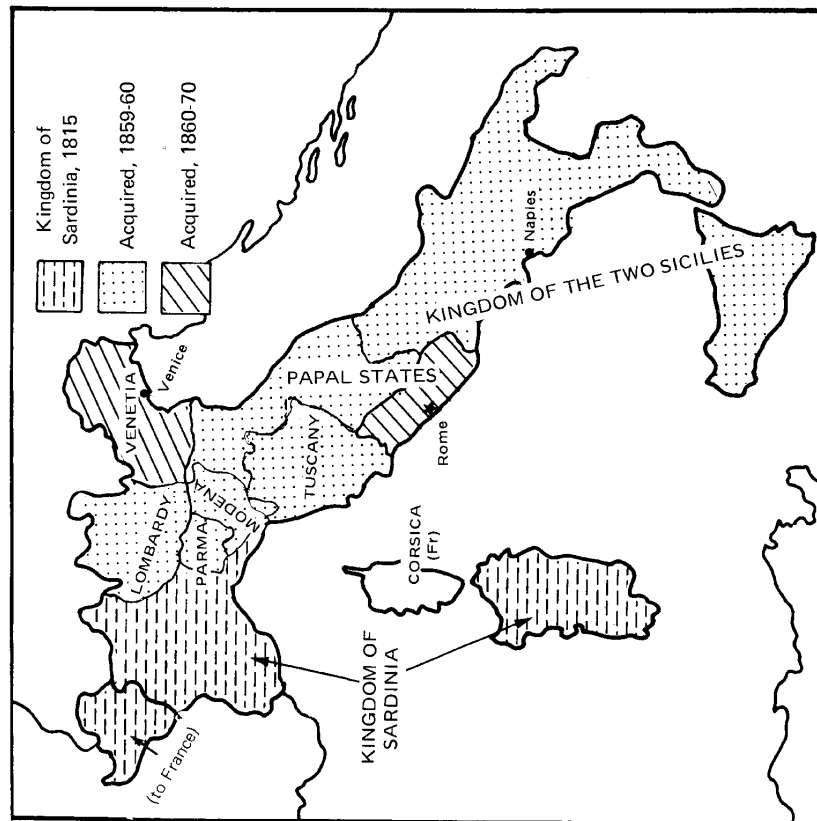 Kingdom of
Sardinia, 1815
Acquired, 1859-60
Acquired, 1860-70
VENETIA
Venice
LOMBARDY
PARMA
MODENA
(to France)
TUSCANY
PAPAL STATES
Rome
CORSICA
(Fr)
KINGDOM OF
SARDINIA
Naples
KINGDOM OF THE TWO SICILIES